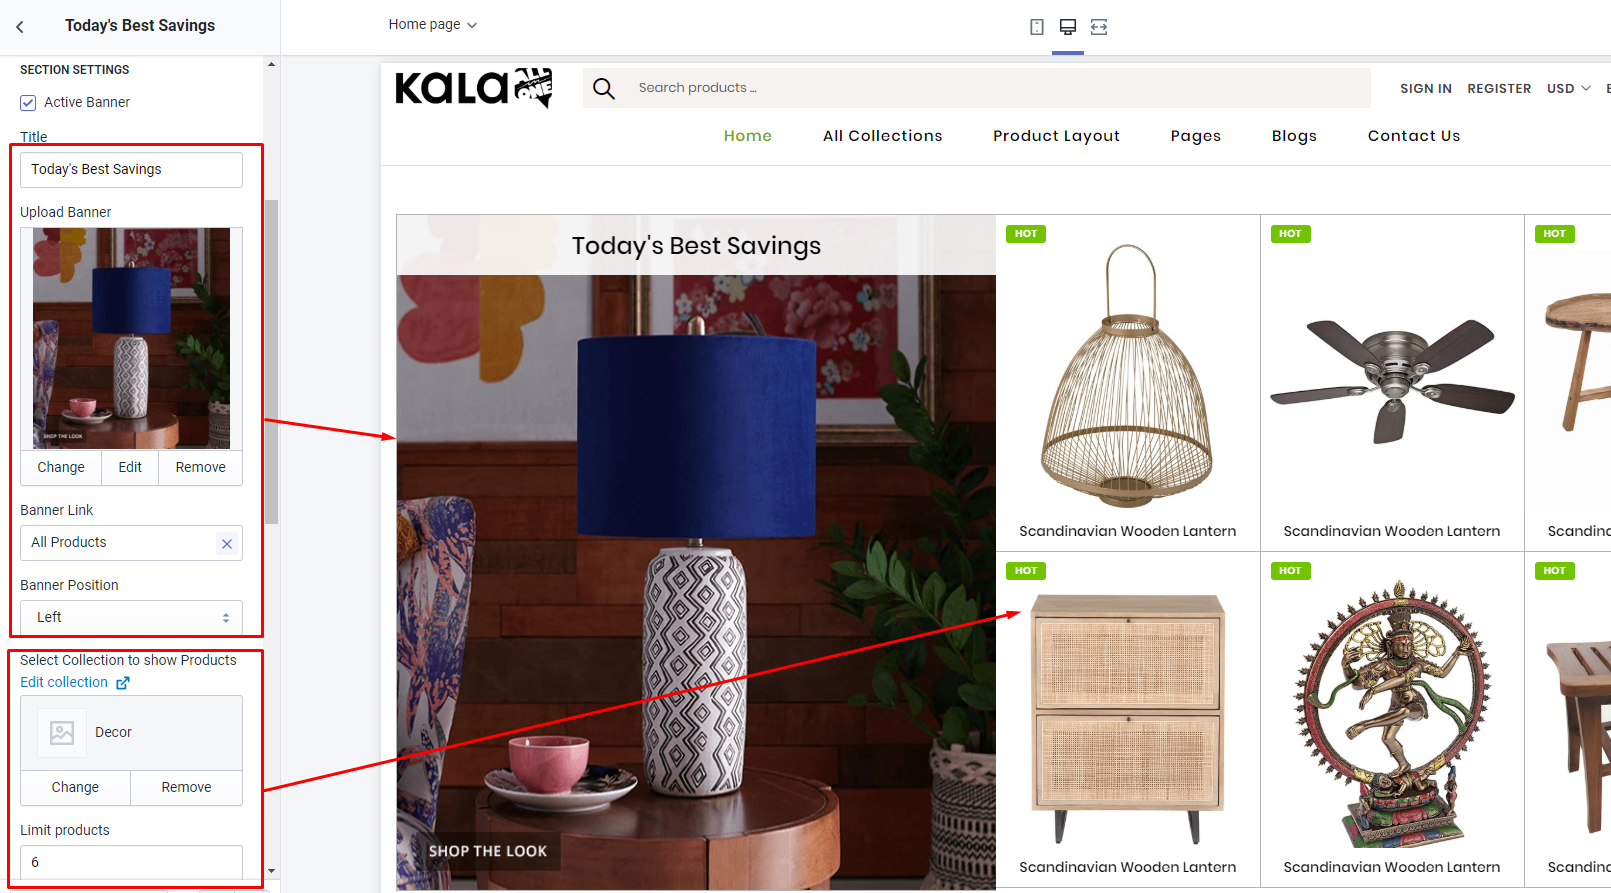 Today's Best Savings
SECTION SETTINGS
Active Banner
Title
Today's Best Savings
Upload Banner
SHOP THE LOOK
Change Edit Remove
Banner Link
All Products
Banner Position
Left
Select Collection to show Products
Edit collection
Decor
Change Remove
Limit products
6
Home page
KALA ALL IN ONE
Search products ...
SIGN IN REGISTER USD
Home All Collections Product Layout Pages Blogs Contact Us
Today's Best Savings
SHOP THE LOOK
HOT HOT HOT
Scandinavian Wooden Lantern Scandinavian Wooden Lantern Scandina
HOT HOT HOT
Scandinavian Wooden Lantern Scandinavian Wooden Lantern Scandina